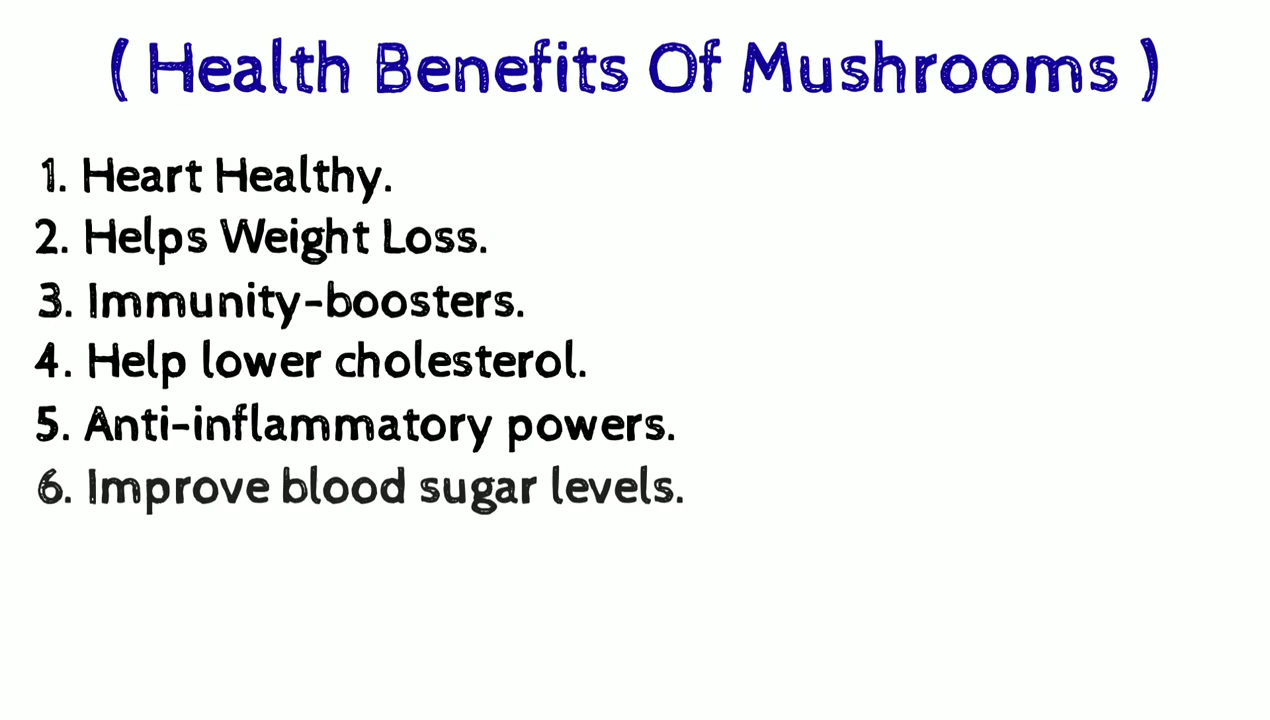 ( Health Benefits Of Mushrooms )
1. Heart Healthy.
2. Helps Weight Loss.
3. Immunity-boosters.
4. Help lower cholesterol.
5. Anti-inflammatory powers.
6. Improve blood sugar levels.